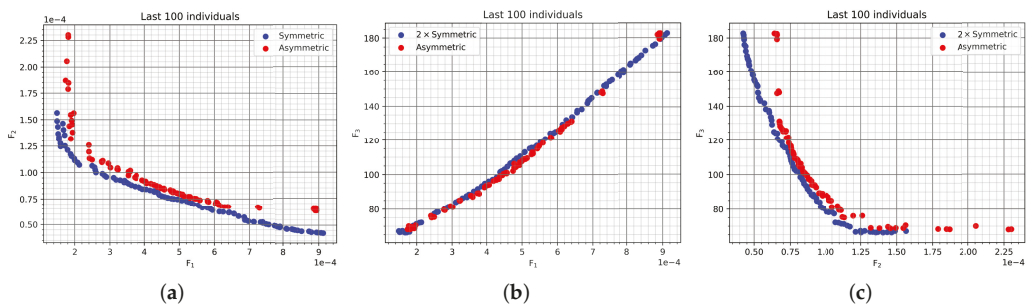 Last 100 individuals
1e−4
Symmetric
Asymmetric
2.25
2.00
1.75
1.50
1.25
1.00
0.75
0.50
F2
2 3 4 5 6 7 8 9
F1
1e−4
(a)
Last 100 individuals
2 × Symmetric
Asymmetric
180
160
140
120
100
80
F3
2 3 4 5 6 7 8 9
F1
1e−4
(b)
Last 100 individuals
2 × Symmetric
Asymmetric
180
160
140
120
100
80
F3
0.50 0.75 1.00 1.25 1.50 1.75 2.00 2.25
F2
1e−4
(c)